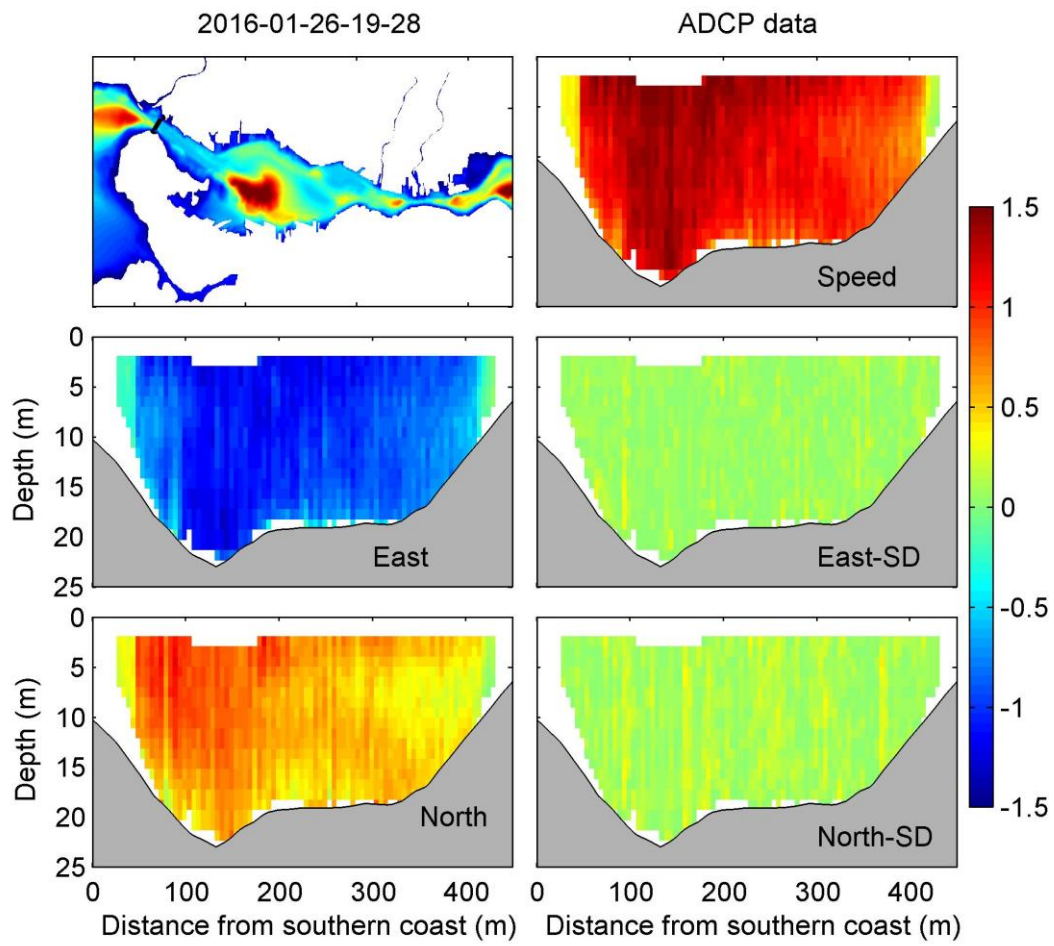 2016-01-26-19-28
ADCP data
Speed
1.5
1
0.5
0
-0.5
-1
-1.5
0
5
10
15
20
25
Depth (m)
East
East-SD
0
5
10
15
20
25
Depth (m)
North
North-SD
0 100 200 300 400
0 100 200 300 400
Distance from southern coast (m)
Distance from southern coast (m)